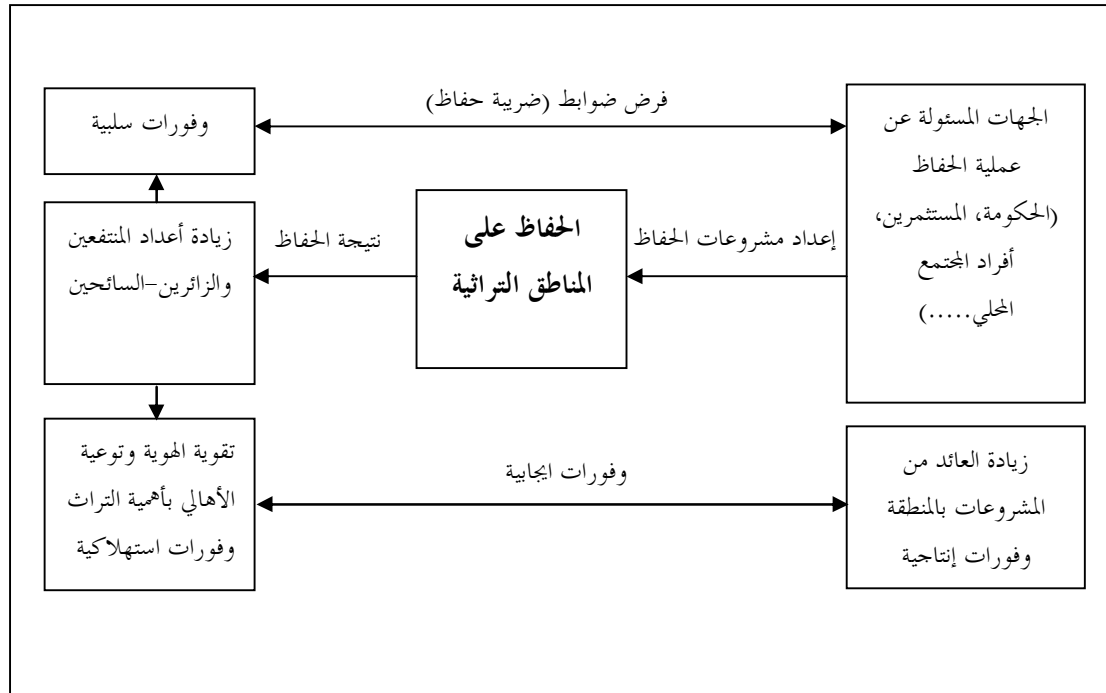 فرض ضوابط (ضريبة حفاظ)
الجهات المسئولة عن
عملية الحفاظ
(الحكومة، المستثمرين،
أفراد المجتمع
المحلي.....)
وفورات سلبية
إعداد مشروعات الحفاظ
الحفاظ على
المناطق التراثية
نتيجة الحفاظ
زيادة أعداد المنتفعين
والزائرين–السائحين
زيادة العائد من
المشروعات بالمنطقة
وفورات إنتاجية
وفورات ايجابية
تقوية الهوية وتوعية
الأهالي بأهمية التراث
وفورات استهلاكية